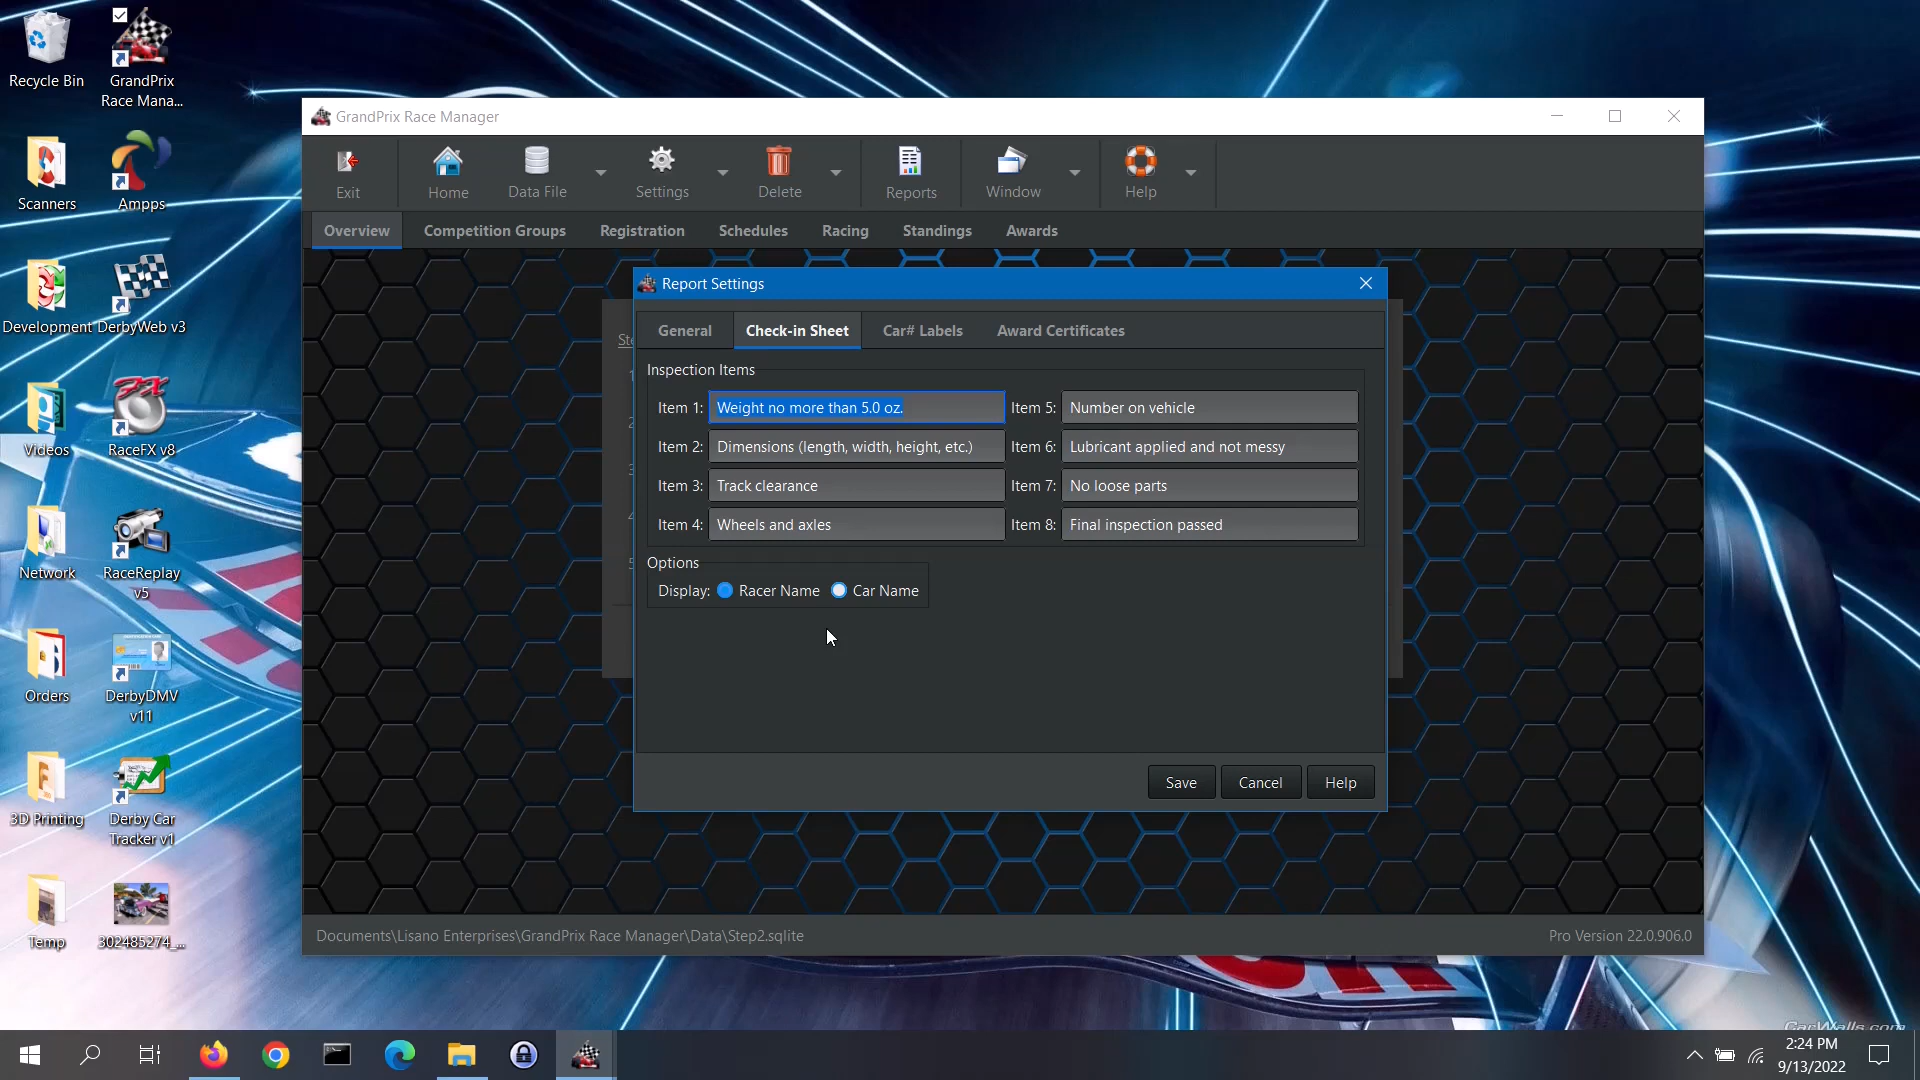 Recycle Bin
GrandPrix
Race Mana...
Scanners
Ampps
Development
DerbyWeb v3
Videos
RaceFX v8
Network
RaceReplay
v5
Orders
DerbyDMV
v11
3D Printing
Derby Car
Tracker v1
Temp
302485274_...
GrandPrix Race Manager
Exit
Home
Data File
Settings
Delete
Reports
Window
Help
Overview
Competition Groups
Registration
Schedules
Racing
Standings
Awards
Report Settings
General
Check-in Sheet
Car# Labels
Award Certificates
Inspection Items
Item 1: Weight no more than 5.0 oz.
Item 5: Number on vehicle
Item 2: Dimensions (length, width, height, etc.)
Item 6: Lubricant applied and not messy
Item 3: Track clearance
Item 7: No loose parts
Item 4: Wheels and axles
Item 8: Final inspection passed
Options
Display: Racer Name Car Name
Save
Cancel
Help
Documents\Lisano Enterprises\GrandPrix Race Manager\Data\Step2.sqlite
Pro Version 22.0.906.0
CarWalls.com
2:24 PM
9/13/2022